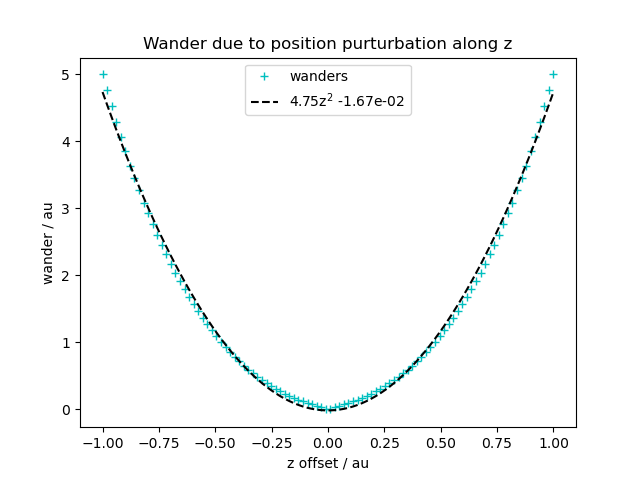 Wander due to position purturbation along z
wanders
4.75z² -1.67e-02
wander / au
5
4
3
2
1
0
−1.00 −0.75 −0.50 −0.25 0.00 0.25 0.50 0.75 1.00
z offset / au